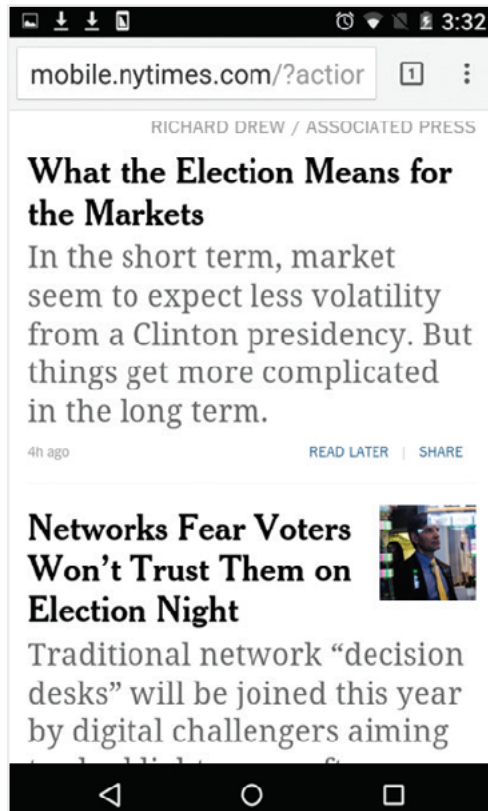 3:32
mobile.nytimes.com/?action
1
RICHARD DREW / ASSOCIATED PRESS
What the Election Means for
the Markets
In the short term, market
seem to expect less volatility
from a Clinton presidency. But
things get more complicated
in the long term.
4h ago READ LATER | SHARE
Networks Fear Voters
Won’t Trust Them on
Election Night
Traditional network “decision
desks” will be joined this year
by digital challengers aiming